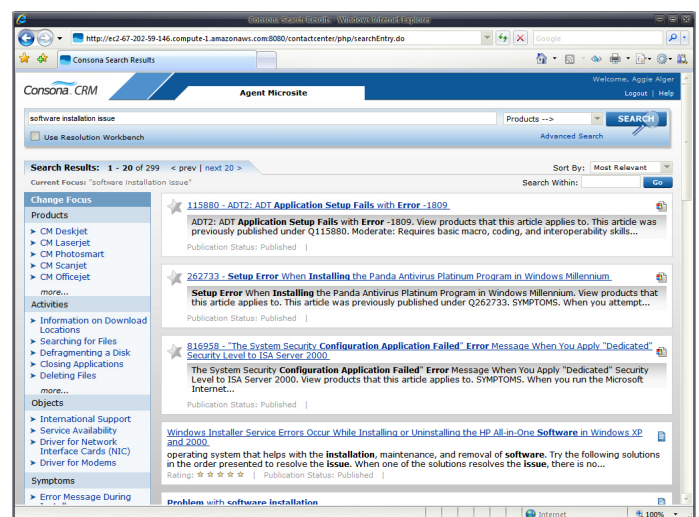 Consona Search Results - Windows Internet Explorer
http://ec2-67-202-59-146.compute-1.amazonaws.com:8080/contactcenter/php/searchEntry.do
Google
Consona Search Results
Consona. CRM
Agent Microsite
Welcome, Aggie Alger
Logout | Help
software installation issue
Products -->
SEARCH
Use Resolution Workbench
Advanced Search
Search Results: 1 - 20 of 299 < prev | next 20 >
Sort By: Most Relevant
Current Focus: "software installation issue"
Search Within:
Go
Change Focus
Products
CM Deskjet
CM Laserjet
CM Photosmart
CM Scanjet
CM Officejet
more...
Activities
Information on Download
Locations
Searching for Files
Defragmenting a Disk
Closing Applications
Deleting Files
more...
Objects
International Support
Service Availability
Driver for Network
Interface Cards (NIC)
Driver for Modems
Symptoms
Error Message During
115880 - ADT2: ADT Application Setup Fails with Error -1809
ADT2: ADT Application Setup Fails with Error -1809. View products that this article applies to. This article was
previously published under Q115880. Moderate: Requires basic macro, coding, and interoperability skills...
Publication Status: Published |
262733 - Setup Error When Installing the Panda Antivirus Platinum Program in Windows Millennium
Setup Error When Installing the Panda Antivirus Platinum Program in Windows Millennium. View products that
this article applies to. This article was previously published under Q262733. SYMPTOMS. When you attempt...
Publication Status: Published |
816958 - "The System Security Configuration Application Failed" Error Message When You Apply "Dedicated"
Security Level to ISA Server 2000
The System Security Configuration Application Failed" Error Message When You Apply "Dedicated" Security
Level to ISA Server 2000. View products that this article applies to. SYMPTOMS. When you run the Microsoft
Internet...
Publication Status: Published |
Windows Installer Service Errors Occur While Installing or Uninstalling the HP All-in-One Software in Windows XP
and 2000
operating system that helps with the installation, maintenance, and removal of software. Try the following solutions
in the order presented to resolve the issue. When one of the solutions resolves the issue, there is no...
Rating: | Publication Status: Published |
Problem with software installation
Internet
100%